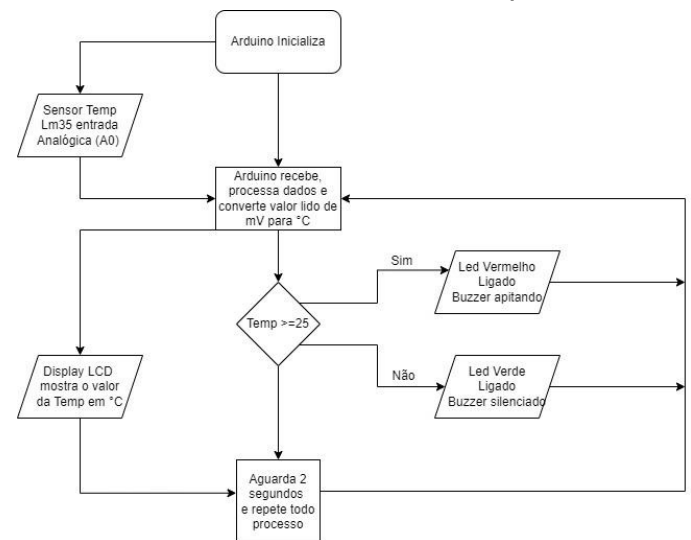 Arduino Inicializa
Sensor Temp
Lm35 entrada
Analógica (A0)
Arduino recebe,
processa dados e
converte valor lido de
mV para °C
Sim
Led Vermelho
Ligado
Buzzer apitando
Temp >=25
Não
Led Verde
Ligado
Buzzer silenciado
Display LCD
mostra o valor
da Temp em °C
Aguarda 2
segundos
e repete todo
processo